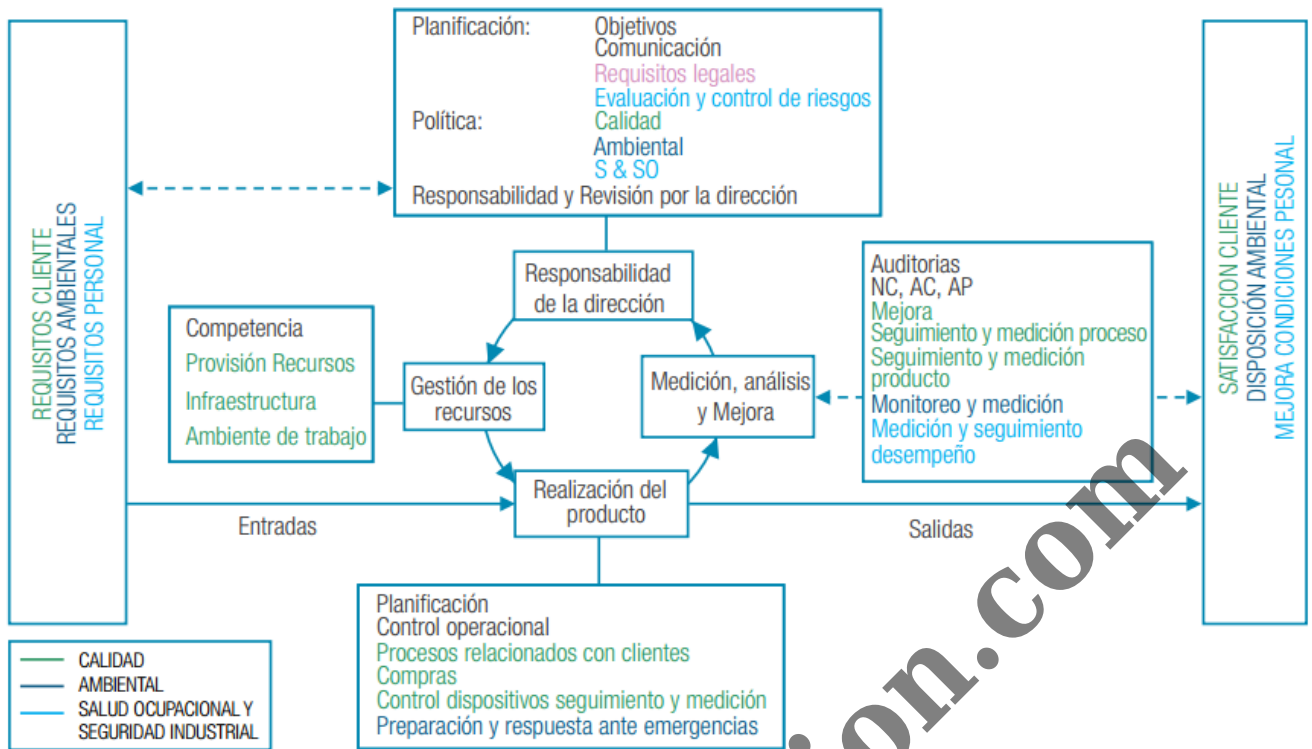 Planificación: Objetivos
Comunicación
Requisitos legales
Evaluación y control de riesgos
Política: Calidad
Ambiental
S & SO
Responsabilidad y Revisión por la dirección
REQUISITOS CLIENTE
REQUISITOS AMBIENTALES
REQUISITOS PERSONAL
Responsabilidad
de la dirección
Competencia
Provisión Recursos
Infraestructura
Ambiente de trabajo
Gestión de los
recursos
Medición, análisis
y Mejora
Auditorias
NC, AC, AP
Mejora
Seguimiento y medición proceso
Seguimiento y medición
producto
Monitoreo y medición
Medición y seguimiento
desempeño
SATISFACCION CLIENTE
DISPOSICIÓN AMBIENTAL
MEJORA CONDICIONES PESONAL
Realización del
producto
Entradas
Salidas
Planificación
Control operacional
Procesos relacionados con clientes
Compras
Control dispositivos seguimiento y medición
Preparación y respuesta ante emergencias
CALIDAD
AMBIENTAL
SALUD OCUPACIONAL Y
SEGURIDAD INDUSTRIAL
ion.com